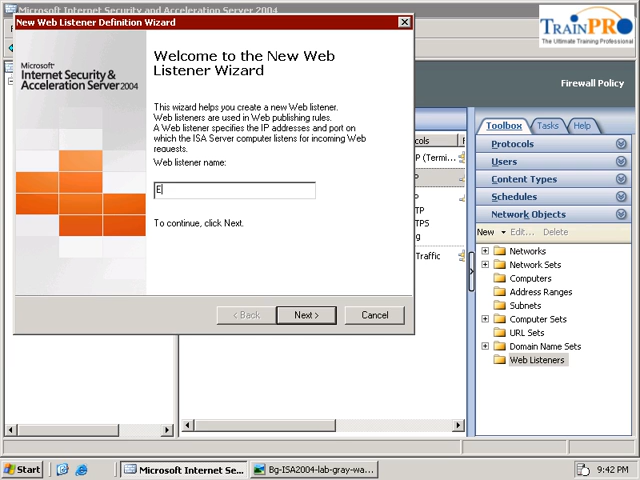 Microsoft Internet Security and Acceleration Server 2004
New Web Listener Definition Wizard
TrainPRO
The Ultimate Training Professional
Microsoft®
Internet Security &
Acceleration Server 2004
Welcome to the New Web
Listener Wizard
This wizard helps you create a new Web listener.
Web listeners are used in Web publishing rules.
A Web listener specifies the IP addresses and port on
which the ISA Server computer listens for incoming Web
requests.
Web listener name:
E
To continue, click Next.
< Back
Next >
Cancel
Firewall Policy
cols
P (Termi...
P
P
TP
TPS
g
Traffic
Toolbox
Tasks
Help
Protocols
Users
Content Types
Schedules
Network Objects
New
Edit...
Delete
Networks
Network Sets
Computers
Address Ranges
Subnets
Computer Sets
URL Sets
Domain Name Sets
Web Listeners
Start
Microsoft Internet Se...
Bg-ISA2004-lab-gray-wa...
9:42 PM